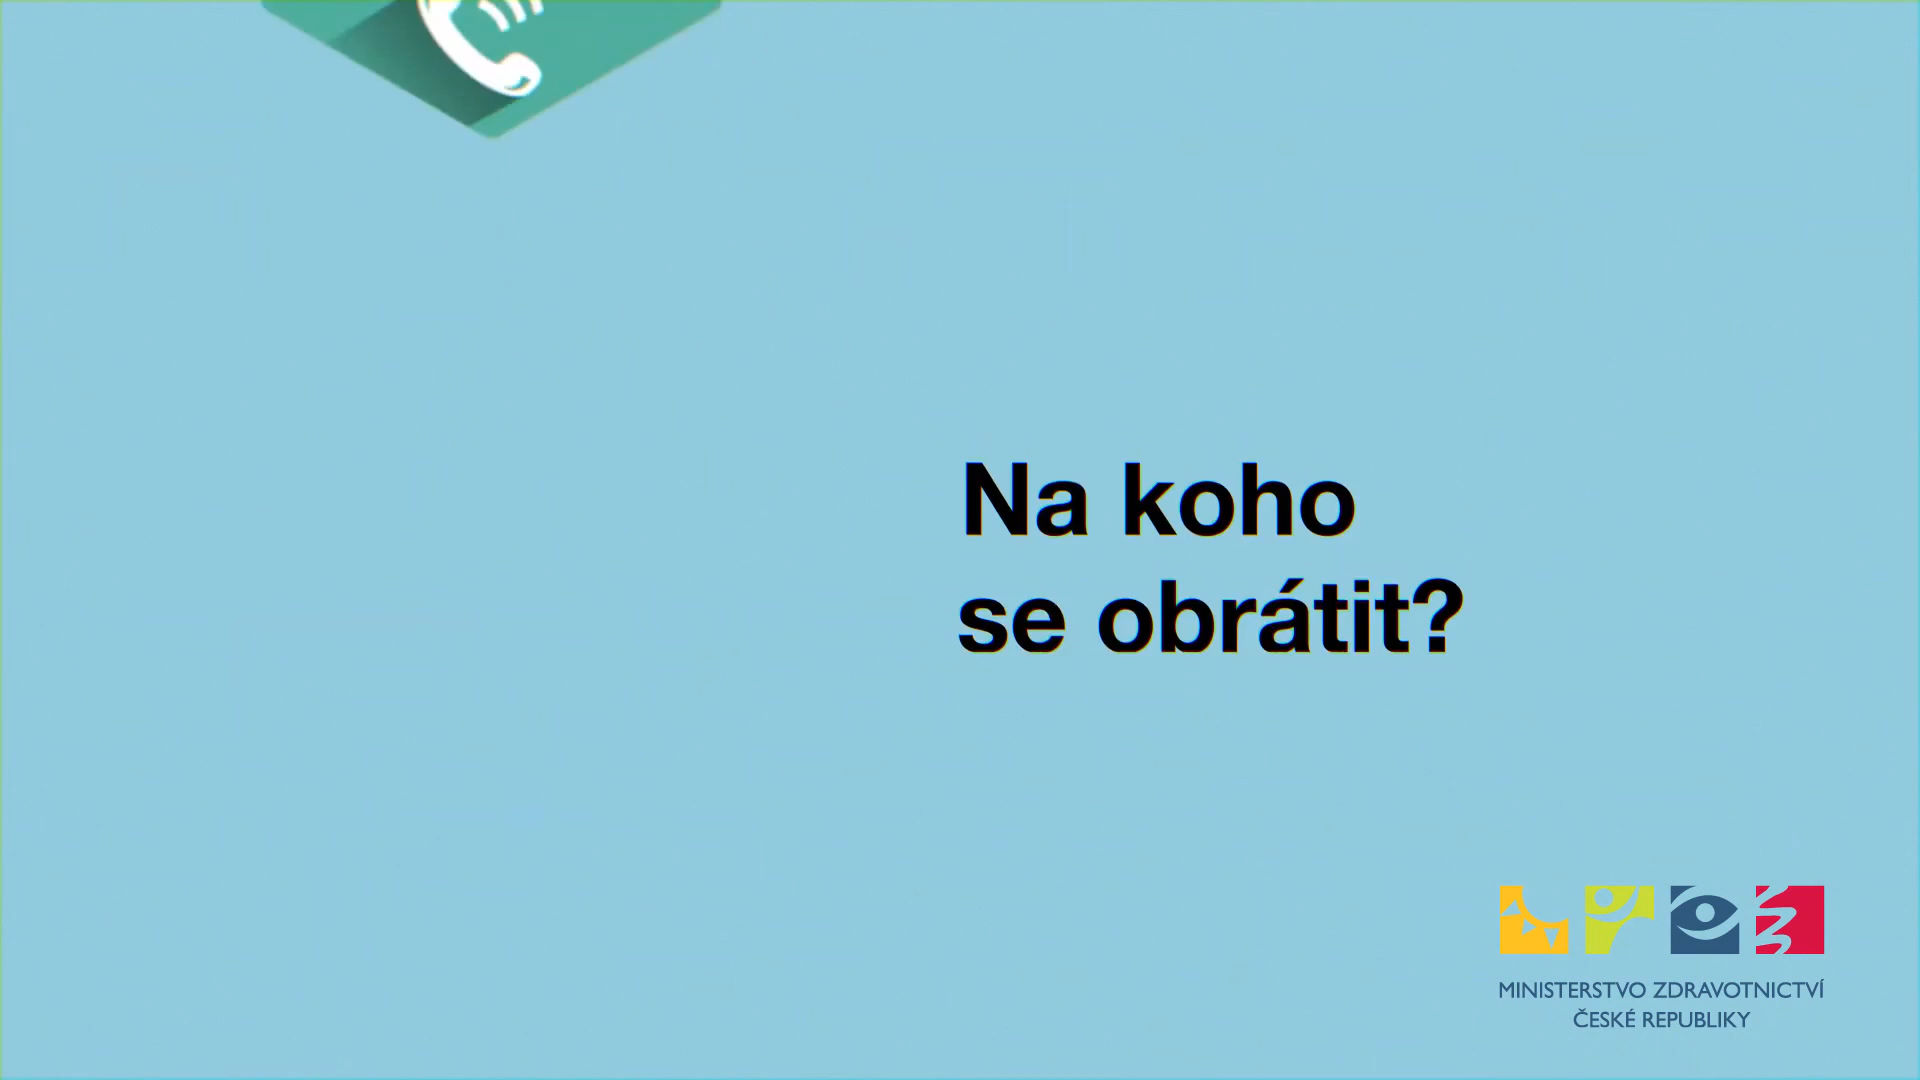 Na koho
se obrátit?
MINISTERSTVO ZDRAVOTNICTVÍ
ČESKÉ REPUBLIKY